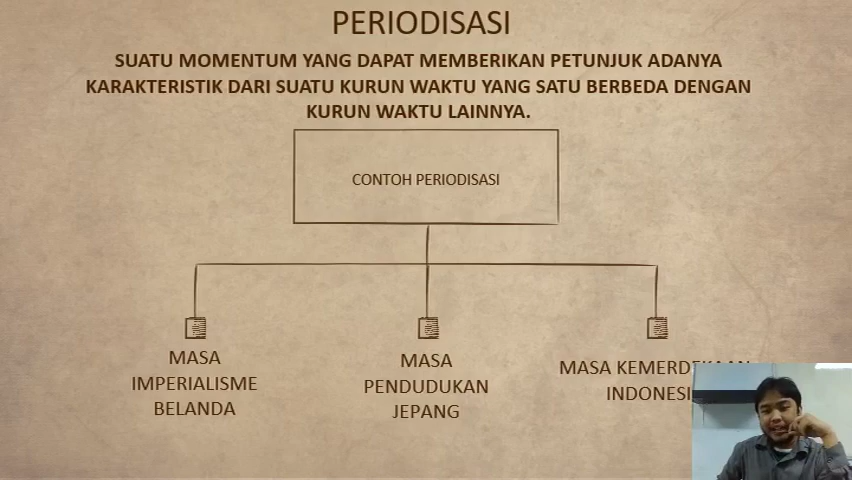 PERIODISASI
SUATU MOMENTUM YANG DAPAT MEMBERIKAN PETUNJUK ADANYA
KARAKTERISTIK DARI SUATU KURUN WAKTU YANG SATU BERBEDA DENGAN
KURUN WAKTU LAINNYA.
CONTOH PERIODISASI
MASA
IMPERIALISME
BELANDA
MASA
PENDUDUKAN
JEPANG
MASA KEMERDEKAAN
INDONESI